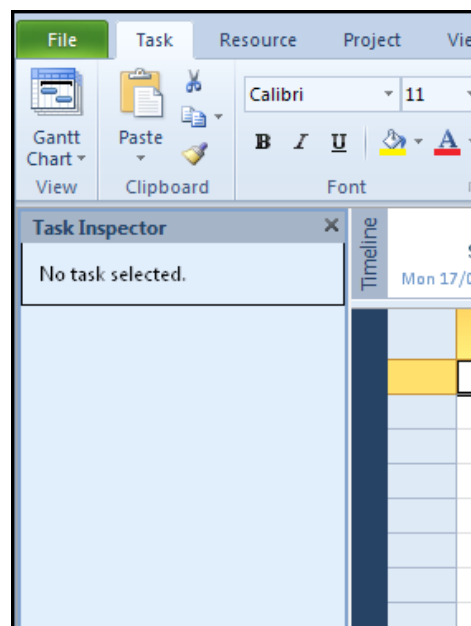 File Task Resource Project
Calibri 11
Gantt Chart
Paste
B I U A
View Clipboard Font
Task Inspector
No task selected.
Timeline
Mon 17/0